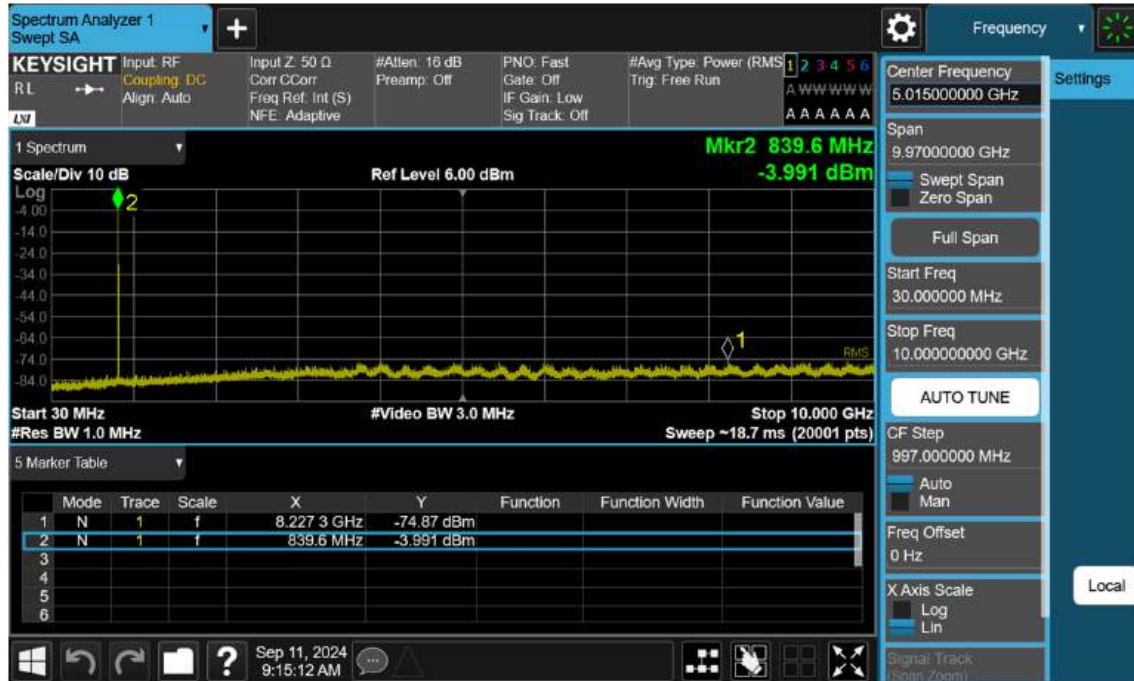 Spectrum Analyzer 1
Swept SA
Frequency
KEYSIGHT
RL
LXI
Input: RF
Coupling: DC
Align: Auto
Input Z: 50 Ω
Corr CCorr
Freq Ref: Int (S)
NFE: Adaptive
#Atten: 16 dB
Preamp: Off
PNO: Fast
Gate: Off
IF Gain: Low
Sig Track: Off
#Avg Type: Power (RMS
Trig: Free Run
1 2 3 4 5 6
A W W W W W
A A A A A A
1 Spectrum
Scale/Div 10 dB
Ref Level 6.00 dBm
Mkr2 839.6 MHz
-3.991 dBm
Log
-4.00
-14.0
-24.0
-34.0
-44.0
-54.0
-64.0
-74.0
-84.0
2
1
RMS
Start 30 MHz
#Video BW 3.0 MHz
Stop 10.000 GHz
#Res BW 1.0 MHz
Sweep ~18.7 ms (20001 pts)
5 Marker Table
Mode Trace Scale X Y Function Function Width Function Value
1 N 1 f 8.227 3 GHz -74.87 dBm
2 N 1 f 839.6 MHz -3.991 dBm
3
4
5
6
Sep 11, 2024
9:15:12 AM
Center Frequency
5.015000000 GHz
Settings
Span
9.97000000 GHz
Swept Span
Zero Span
Full Span
Start Freq
30.000000 MHz
Stop Freq
10.000000000 GHz
AUTO TUNE
CF Step
997.000000 MHz
Auto
Man
Freq Offset
0 Hz
X Axis Scale
Log
Lin
Local
Signal Track
(Span Zoom)